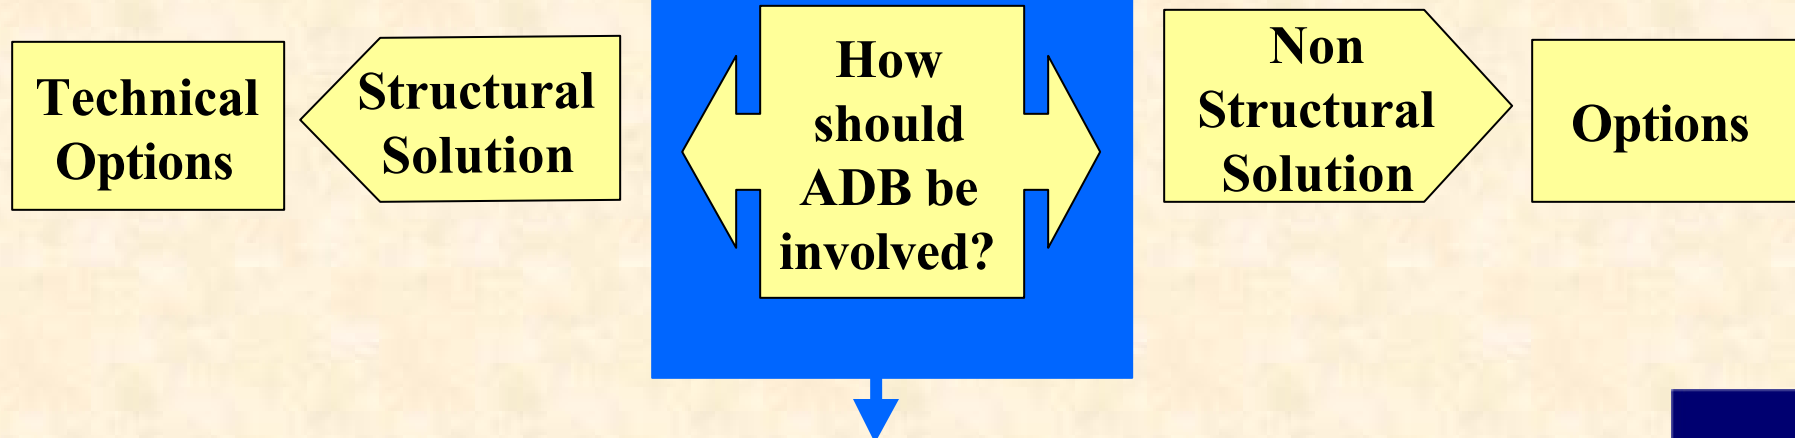 Technical
Options
Structural
Solution
How
should
ADB be
involved?
Non
Structural
Solution
Options